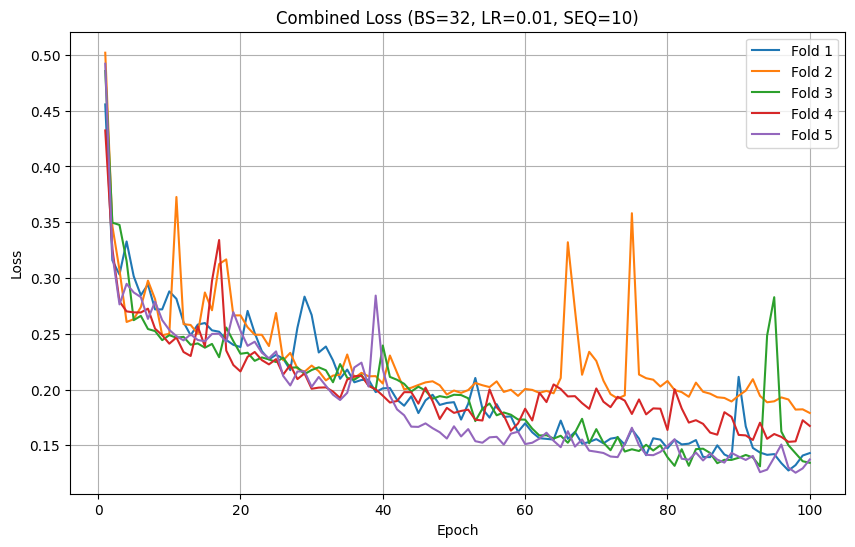 Combined Loss (BS=32, LR=0.01, SEQ=10)
Fold 1
Fold 2
Fold 3
Fold 4
Fold 5
Loss
0.50
0.45
0.40
0.35
0.30
0.25
0.20
0.15
0
20
40
60
80
100
Epoch